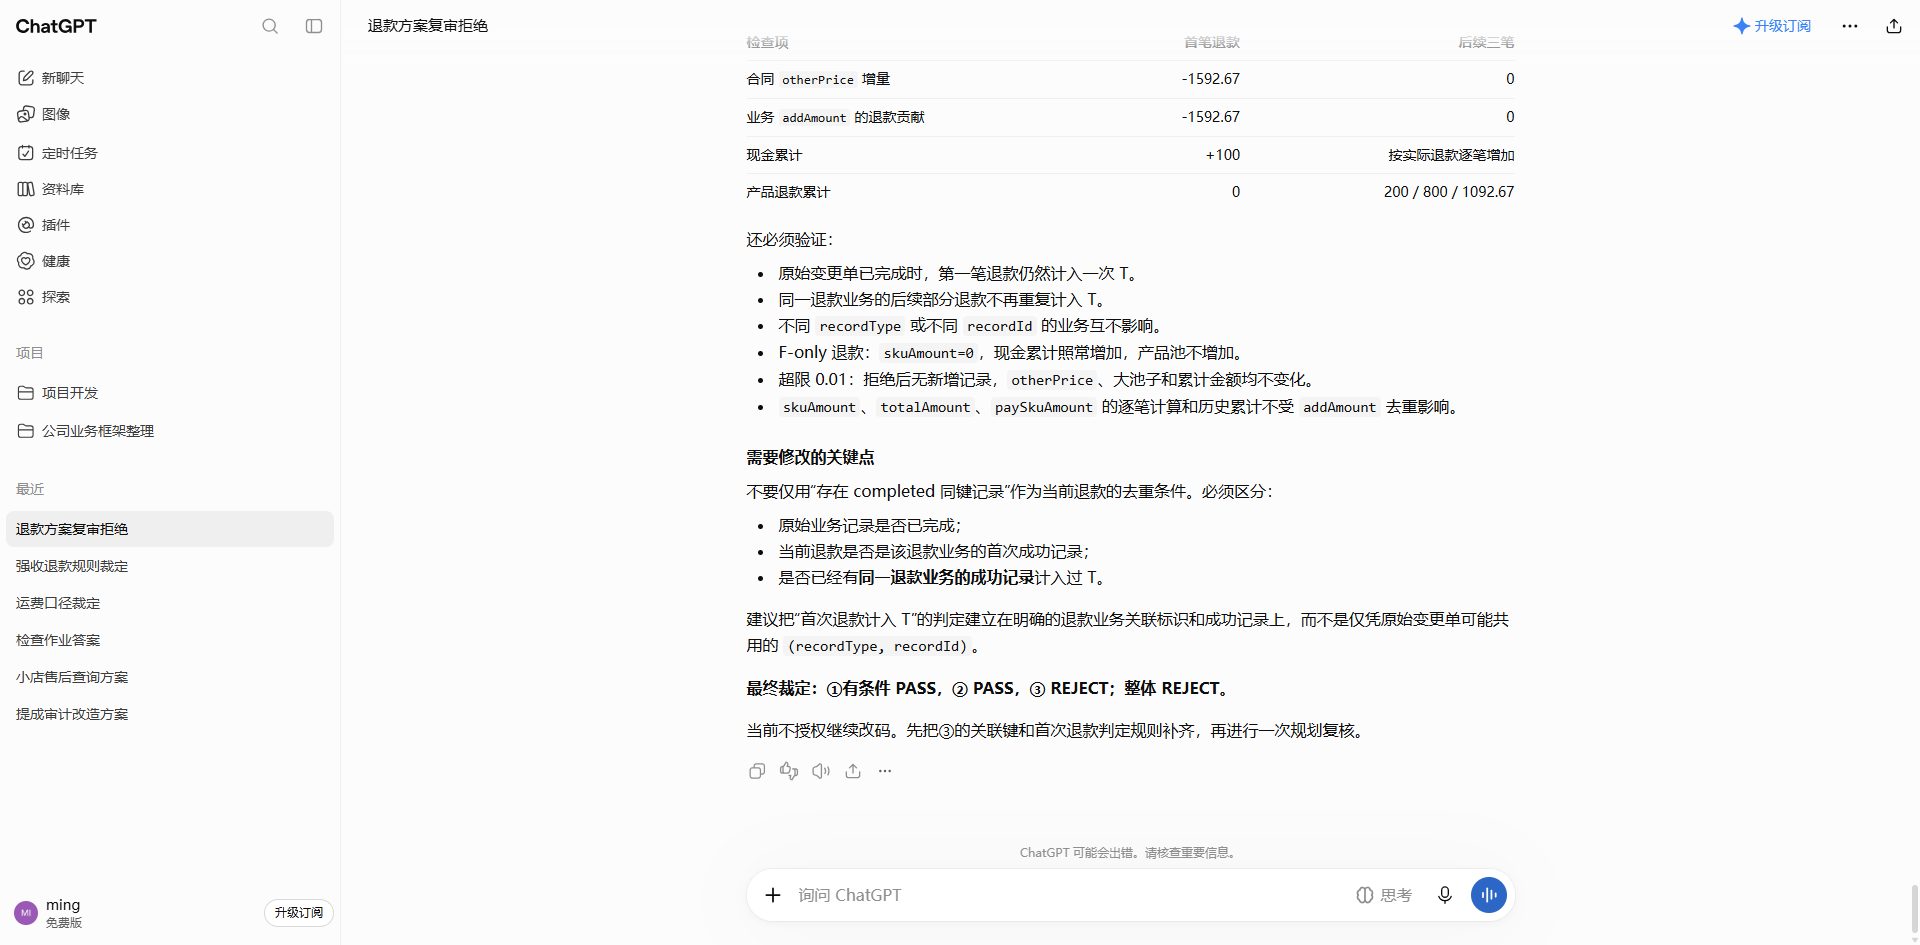 ChatGPT
新聊天
图像
定时任务
资料库
插件
健康
探索
项目
项目开发
公司业务框架整理
最近
退款方案复审拒绝
强收退款规则裁定
运费口径裁定
检查作业答案
小店售后查询方案
提成审计改造方案
MI
ming
免费版
升级订阅
退款方案复审拒绝
升级订阅
检查项 首笔退款 后续三笔
合同 otherPrice 增量 -1592.67 0
业务 addAmount 的退款贡献 -1592.67 0
现金累计 +100 按实际退款逐笔增加
产品退款累计 0 200 / 800 / 1092.67
还必须验证：
• 原始变更单已完成时，第一笔退款仍然计入一次 T。
• 同一退款业务的后续部分退款不再重复计入 T。
• 不同 recordType 或不同 recordId 的业务互不影响。
• F-only 退款：skuAmount=0，现金累计照常增加，产品池不增加。
• 超限 0.01：拒绝后无新增记录，otherPrice、大池子和累计金额均不变化。
• skuAmount、totalAmount、paySkuAmount 的逐笔计算和历史累计不受 addAmount 去重影响。
需要修改的关键点
不要仅用“存在 completed 同键记录”作为当前退款的去重条件。必须区分：
• 原始业务记录是否已完成；
• 当前退款是否是该退款业务的首次成功记录；
• 是否已经有同一退款业务的成功记录计入过 T。
建议把“首次退款计入 T”的判定建立在明确的退款业务关联标识和成功记录上，而不是仅凭原始变更单可能共
用的 (recordType, recordId)。
最终裁定：①有条件 PASS，② PASS，③ REJECT；整体 REJECT。
当前不授权继续改码。先把③的关联键和首次退款判定规则补齐，再进行一次规划复核。
ChatGPT 可能会出错。请核查重要信息。
询问 ChatGPT
思考